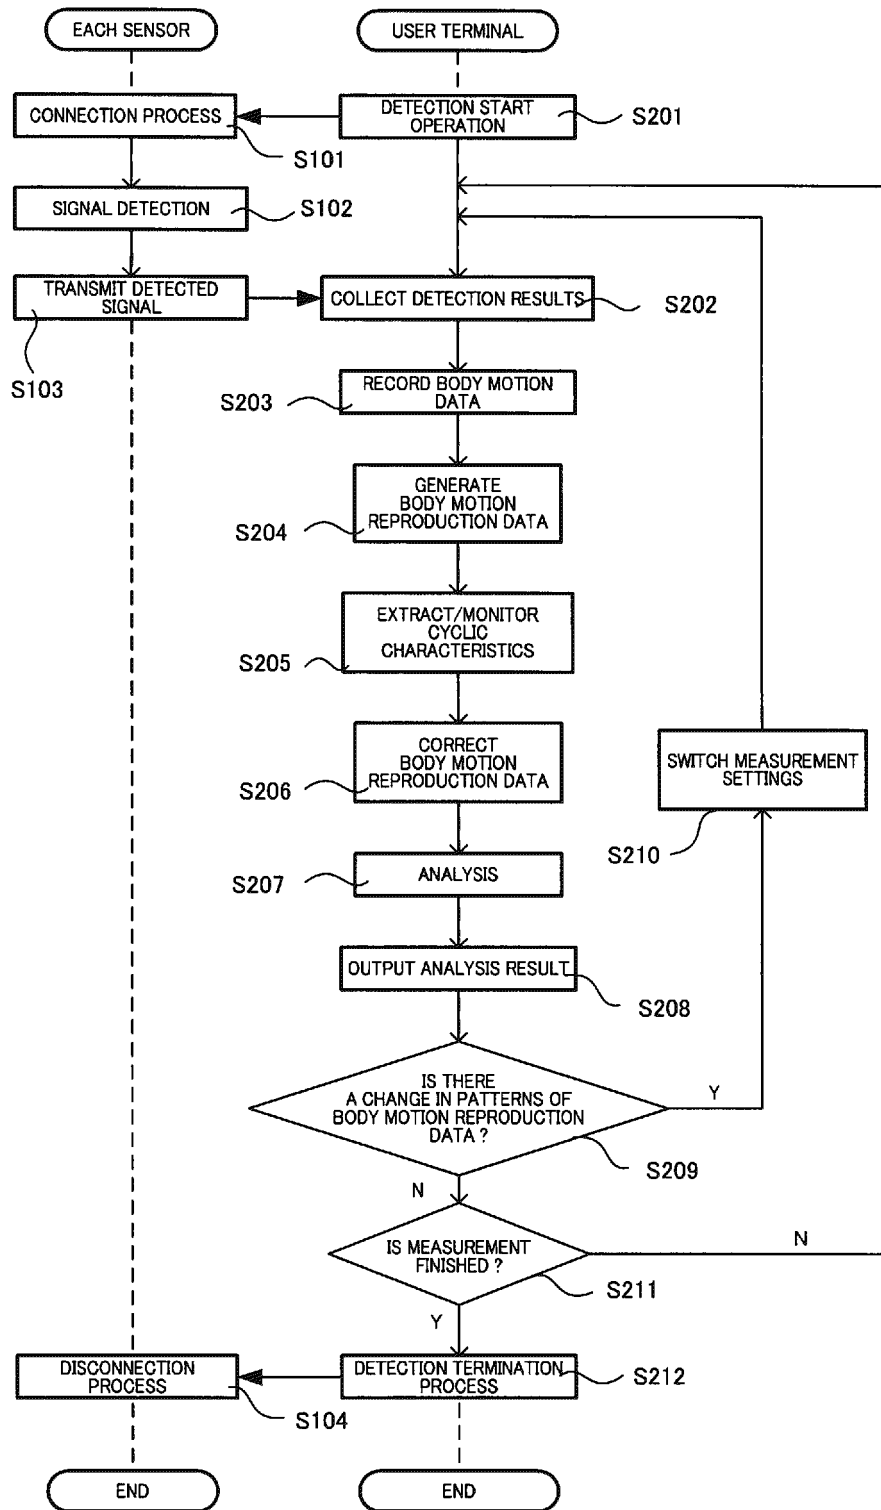 EACH SENSOR
USER TERMINAL
CONNECTION PROCESS
S101
DETECTION START
OPERATION
S201
SIGNAL DETECTION
S102
TRANSMIT DETECTED
SIGNAL
S103
COLLECT DETECTION RESULTS
S202
RECORD BODY MOTION
DATA
S203
GENERATE
BODY MOTION
REPRODUCTION DATA
S204
EXTRACT/MONITOR
CYCLIC
CHARACTERISTICS
S205
CORRECT
BODY MOTION
REPRODUCTION DATA
S206
SWITCH MEASUREMENT
SETTINGS
S210
ANALYSIS
S207
OUTPUT ANALYSIS RESULT
S208
IS THERE
A CHANGE IN PATTERNS OF
BODY MOTION REPRODUCTION
DATA ?
Y
S209
N
IS MEASUREMENT
FINISHED ?
N
S211
Y
DISCONNECTION
PROCESS
S104
DETECTION TERMINATION
PROCESS
S212
END
END